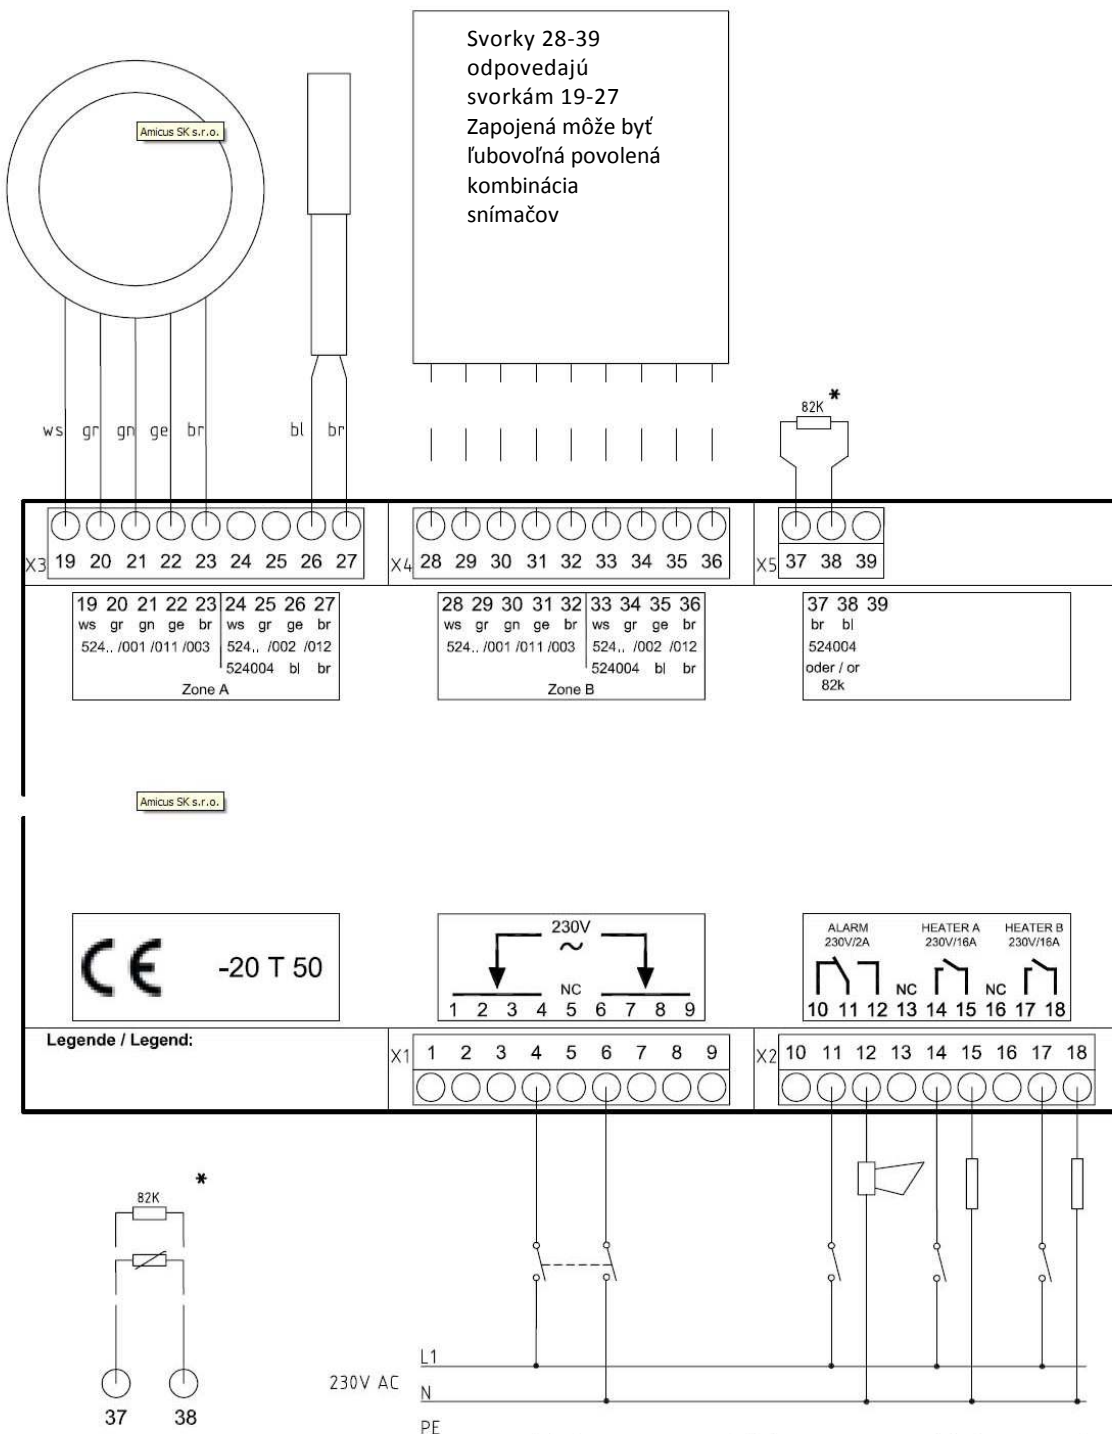 Svorky 28-39
odpovedajú
svorkám 19-27
Zapojená môže byť
ľubovoľná povolená
kombinácia
snímačov
Amicus SK s.r.o.
ws gr gn ge br bl br
82K *
X3 19 20 21 22 23 24 25 26 27
X4 28 29 30 31 32 33 34 35 36
X5 37 38 39
19 20 21 22 23 24 25 26 27
ws gr gn ge br ws gr ge br
524.. /001 /011 /003 524.. /002 /012
524004 bl br
Zone A
28 29 30 31 32 33 34 35 36
ws gr gn ge br ws gr ge br
524.. /001 /011 /003 524.. /002 /012
524004 bl br
Zone B
37 38 39
br bl
524004
oder / or
82k
Amicus SK s.r.o.
CE -20 T 50
230V
~
NC
1 2 3 4 5 6 7 8 9
ALARM HEATER A HEATER B
230V/2A 230V/16A 230V/16A
NC NC
10 11 12 13 14 15 16 17 18
Legende / Legend:
X1 1 2 3 4 5 6 7 8 9
X2 10 11 12 13 14 15 16 17 18
82K *
37 38
230V AC
L1
N
PE